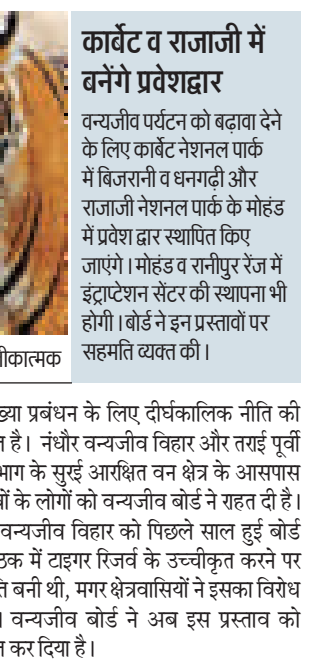 कार्बेट व राजाजी में
बनेंगे प्रवेशद्वार
वन्यजीव पर्यटन को बढ़ावा देने
के लिए कार्बेट नेशनल पार्क
में बिजरानी व धनगढ़ी और
राजाजी नेशनल पार्क के मोहंड
में प्रवेश द्वार स्थापित किए
जाएंगे।मोहंड व रानीपुर रेंज में
इंट्राप्टेशन सेंटर की स्थापना भी
होगी।बोर्ड ने इन प्रस्तावों पर
सहमति व्यक्त की।
प्रबंधन के लिए दीर्घकालिक नीति की
है। नंधौर वन्यजीव विहार और तराई पूर्वी
के सुरई आरक्षित वन क्षेत्र के आसपास
के लोगों को वन्यजीव बोर्ड ने राहत दी है।
वन्यजीव विहार को पिछले साल हुई बोर्ड
में टाइगर रिजर्व के उच्चीकृत करने पर
बनी थी, मगर क्षेत्रवासियों ने इसका विरोध
वन्यजीव बोर्ड ने अब इस प्रस्ताव को
कर दिया है।